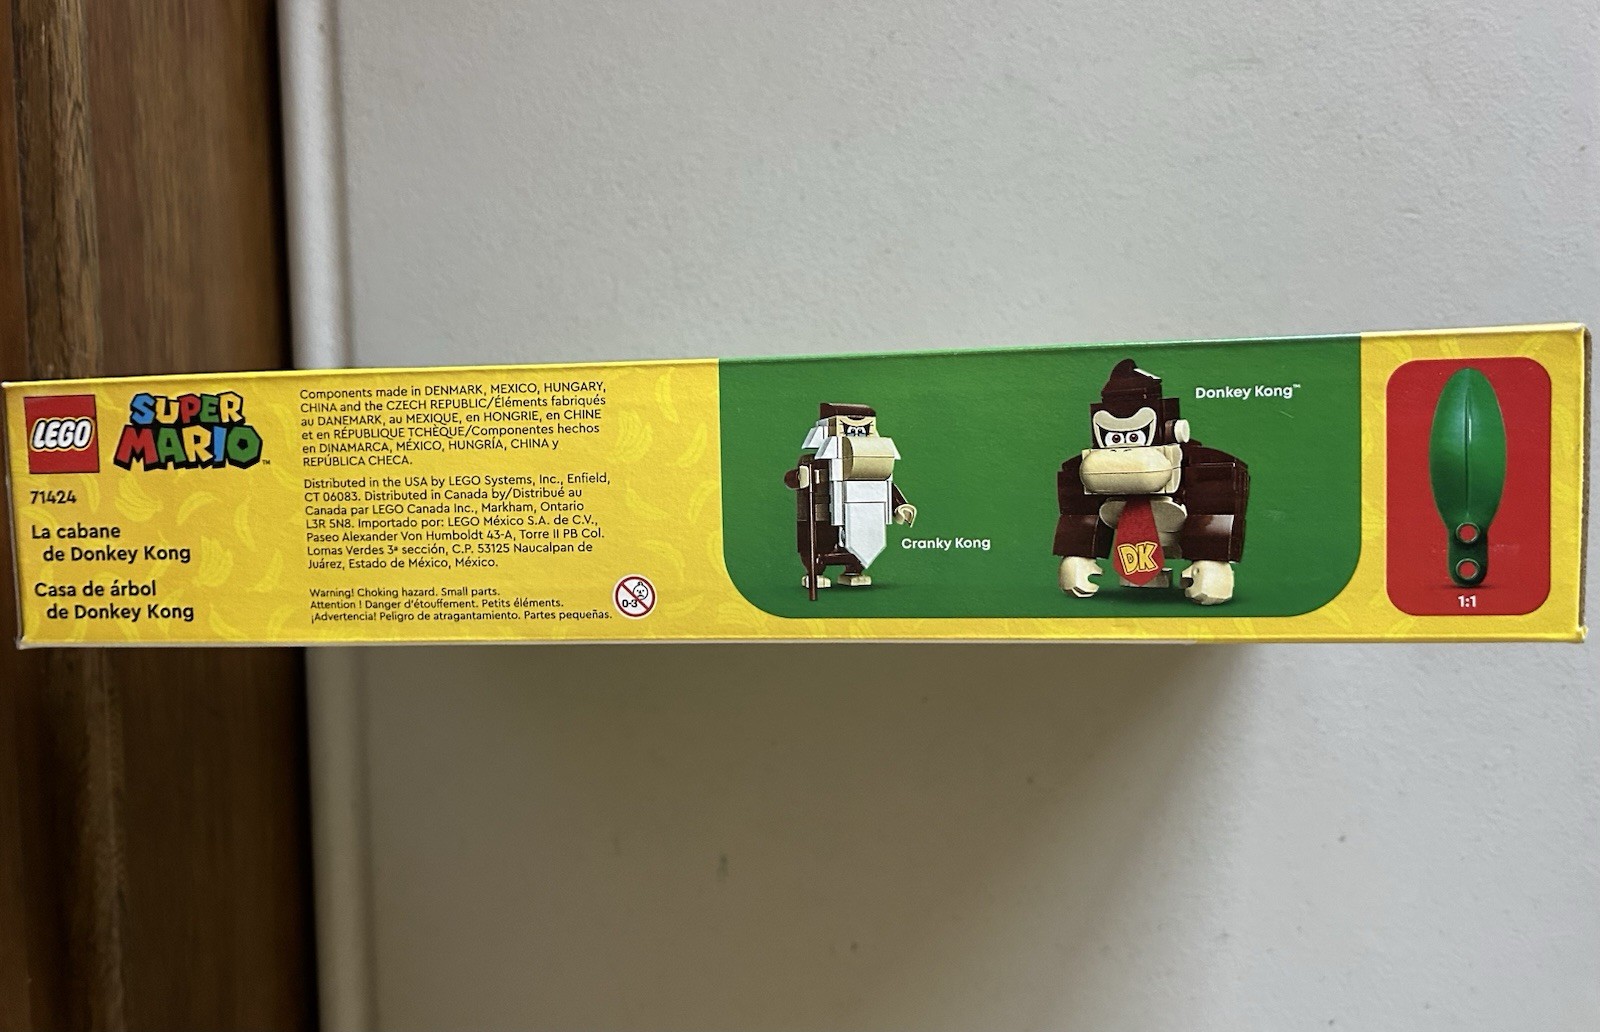 LEGO
SUPER
MARIO™
71424
La cabane
de Donkey Kong
Casa de árbol
de Donkey Kong
Components made in DENMARK, MEXICO, HUNGARY,
CHINA and the CZECH REPUBLIC/Éléments fabriqués
au DANEMARK, au MEXIQUE, en HONGRIE, en CHINE
et en RÉPUBLIQUE TCHÈQUE/Componentes hechos
en DINAMARCA, MÉXICO, HUNGRÍA, CHINA y
REPÚBLICA CHECA.
Distributed in the USA by LEGO Systems, Inc., Enfield,
CT 06083. Distributed in Canada by/Distribué au
Canada par LEGO Canada Inc., Markham, Ontario
L3R 5N8. Importado por: LEGO México S.A. de C.V.,
Paseo Alexander Von Humboldt 43-A, Torre II PB Col.
Lomas Verdes 3ª sección, C.P. 53125 Naucalpan de
Juárez, Estado de México, México.
Warning! Choking hazard. Small parts.
Attention ! Danger d'étouffement. Petits éléments.
¡Advertencia! Peligro de atragantamiento. Partes pequeñas.
0-3
Cranky Kong
Donkey Kong™
DK
1:1